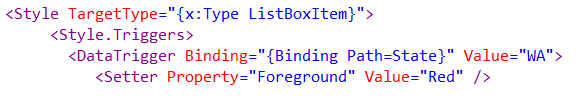 <Style TargetType="{x:Type ListBoxItem}">
<Style.Triggers>
<DataTrigger Binding="{Binding Path=State}" Value="WA">
<Setter Property="Foreground" Value="Red" />